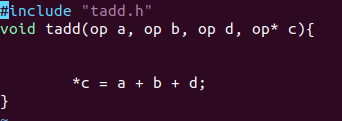 #include "tadd.h"
void tadd(op a, op b, op d, op* c){
*c = a + b + d;
}
~